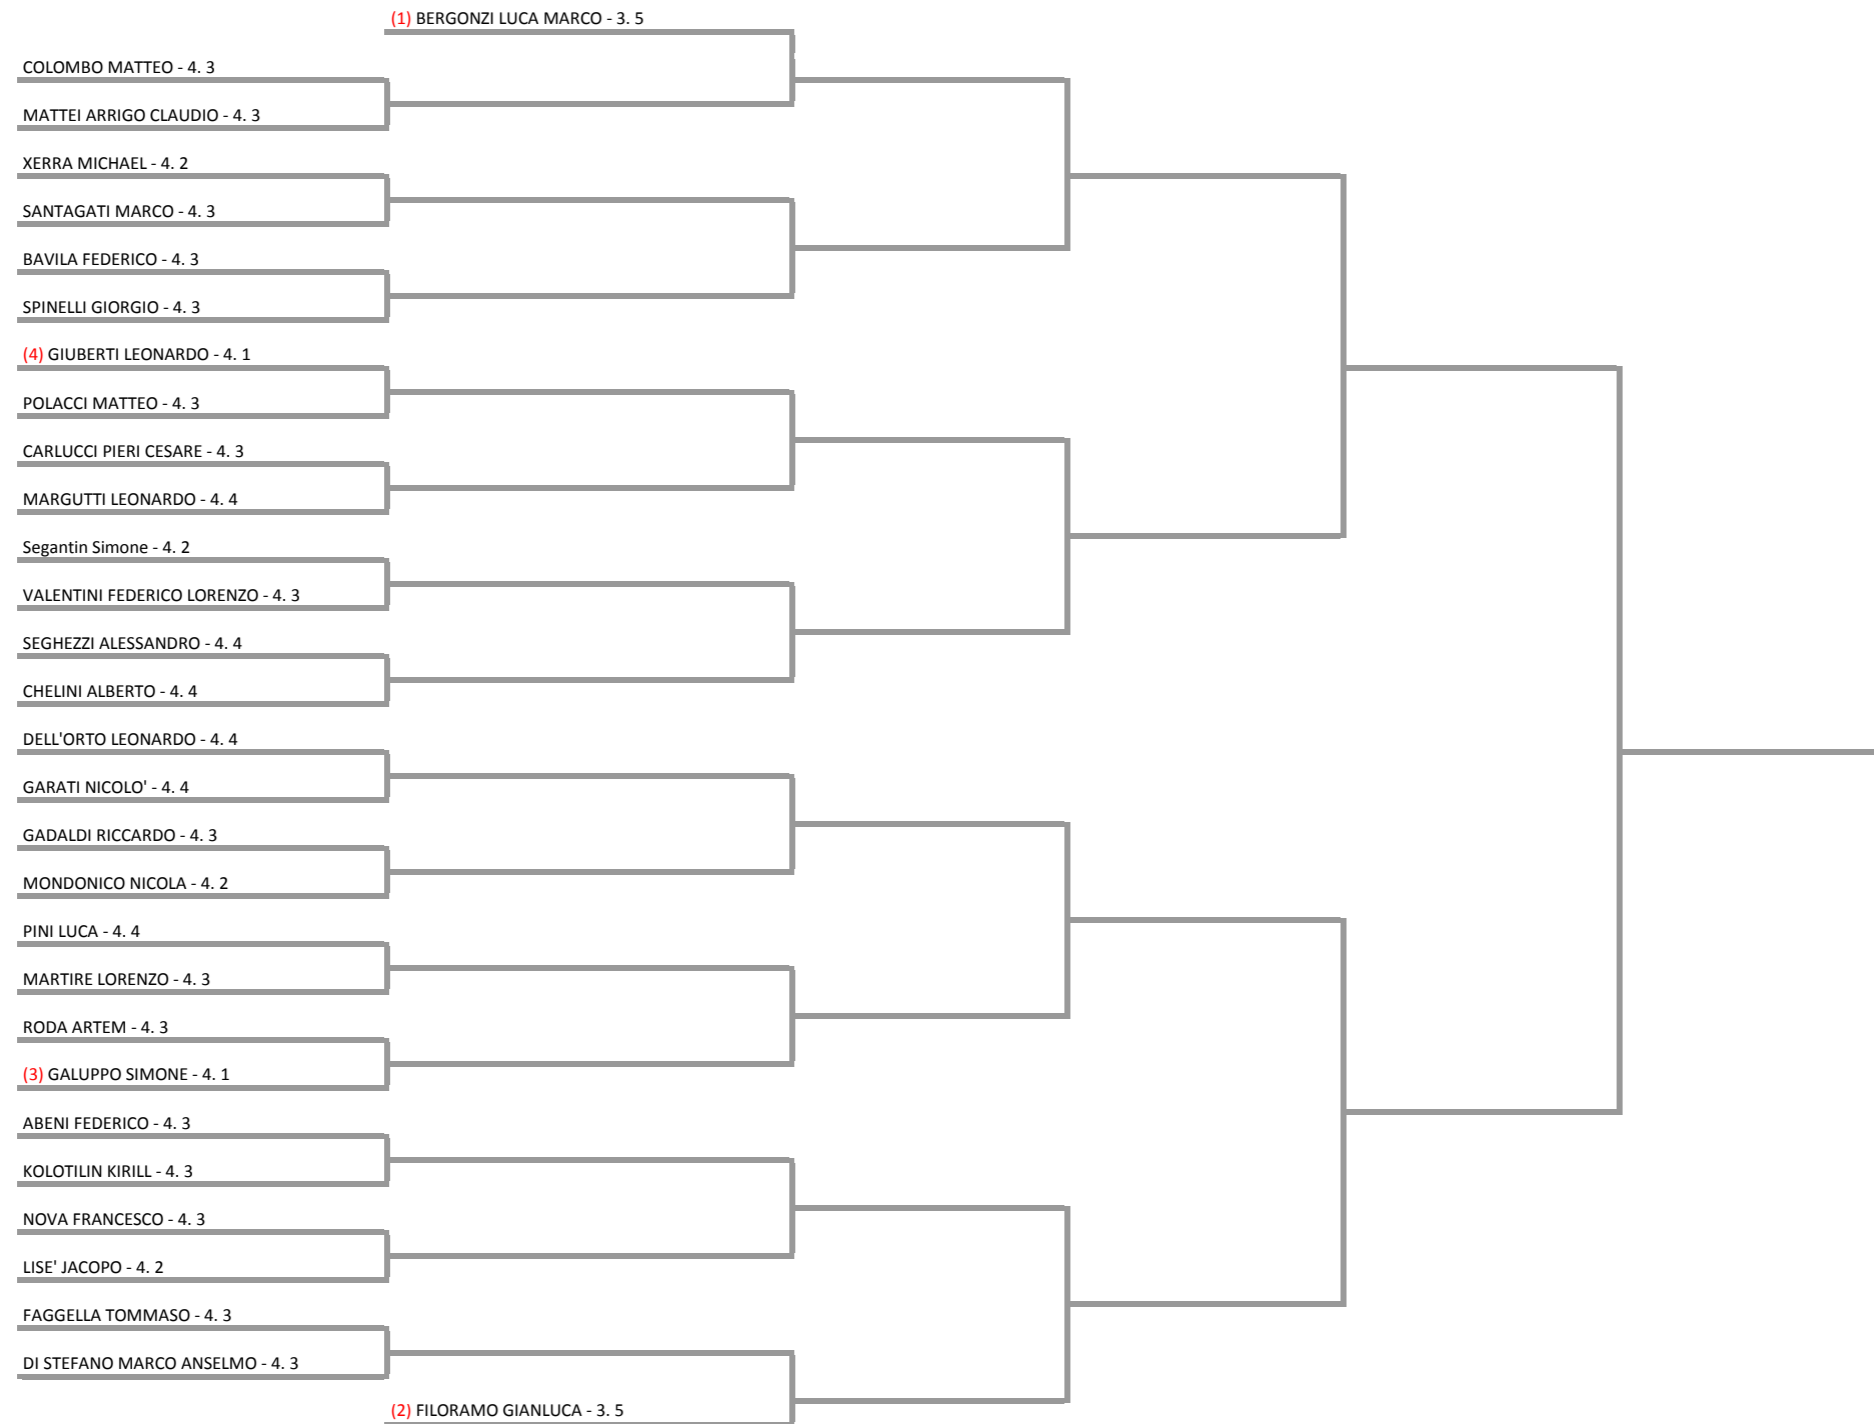 (1) BERGONZI LUCA MARCO - 3. 5
COLOMBO MATTEO - 4. 3
MATTEI ARRIGO CLAUDIO - 4. 3
XERRA MICHAEL - 4. 2
SANTAGATI MARCO - 4. 3
BAVILA FEDERICO - 4. 3
SPINELLI GIORGIO - 4. 3
(4) GIUBERTI LEONARDO - 4. 1
POLACCI MATTEO - 4. 3
CARLUCCI PIERI CESARE - 4. 3
MARGUTTI LEONARDO - 4. 4
Segantin Simone - 4. 2
VALENTINI FEDERICO LORENZO - 4. 3
SEGHEZZI ALESSANDRO - 4. 4
CHELINI ALBERTO - 4. 4
DELL'ORTO LEONARDO - 4. 4
GARATI NICOLO' - 4. 4
GADALDI RICCARDO - 4. 3
MONDONICO NICOLA - 4. 2
PINI LUCA - 4. 4
MARTIRE LORENZO - 4. 3
RODA ARTEM - 4. 3
(3) GALUPPO SIMONE - 4. 1
ABENI FEDERICO - 4. 3
KOLOTILIN KIRILL - 4. 3
NOVA FRANCESCO - 4. 3
LISE' JACOPO - 4. 2
FAGGELLA TOMMASO - 4. 3
DI STEFANO MARCO ANSELMO - 4. 3
(2) FILORAMO GIANLUCA - 3. 5